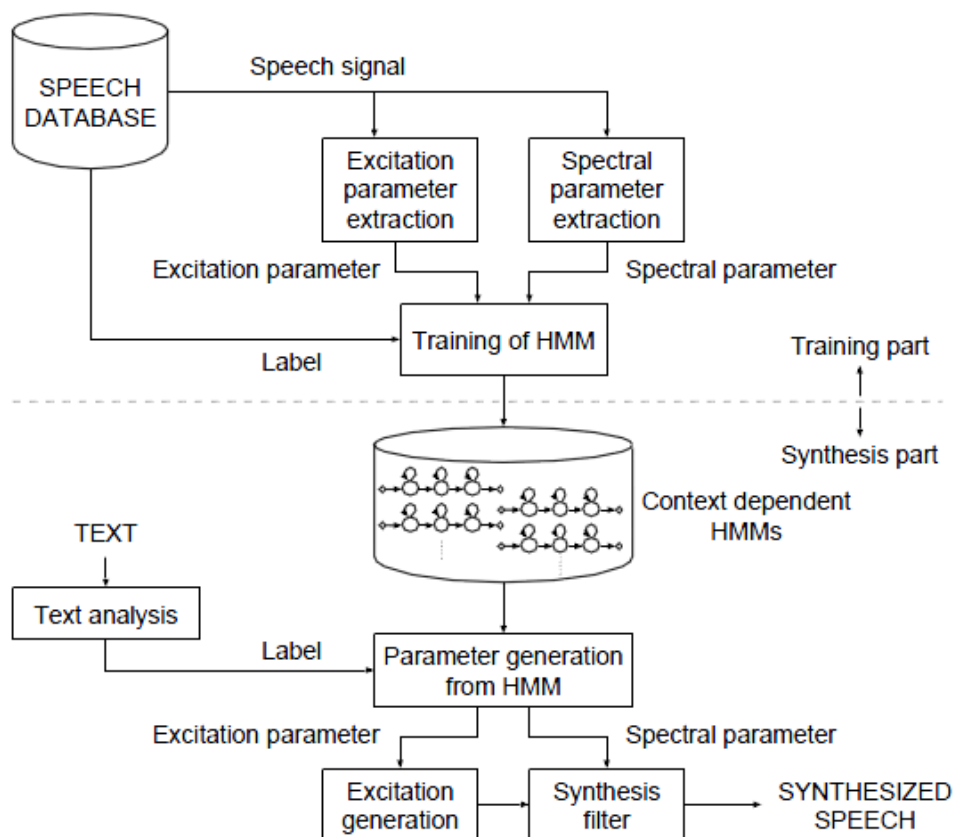 Speech signal
SPEECH
DATABASE
Excitation
parameter
extraction
Spectral
parameter
extraction
Excitation parameter
Spectral parameter
Training of HMM
Label
Training part
Synthesis part
Context dependent
HMMs
TEXT
Text analysis
Label
Parameter generation
from HMM
Excitation parameter
Spectral parameter
Excitation
generation
Synthesis
filter
SYNTHESIZED
SPEECH